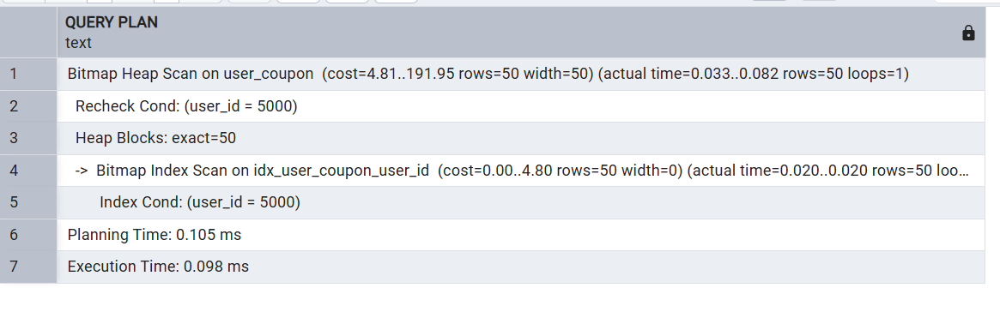 QUERY PLAN
text
1 Bitmap Heap Scan on user_coupon (cost=4.81..191.95 rows=50 width=50) (actual time=0.033..0.082 rows=50 loops=1)
2 Recheck Cond: (user_id = 5000)
3 Heap Blocks: exact=50
4 -> Bitmap Index Scan on idx_user_coupon_user_id (cost=0.00..4.80 rows=50 width=0) (actual time=0.020..0.020 rows=50 loo...
5 Index Cond: (user_id = 5000)
6 Planning Time: 0.105 ms
7 Execution Time: 0.098 ms